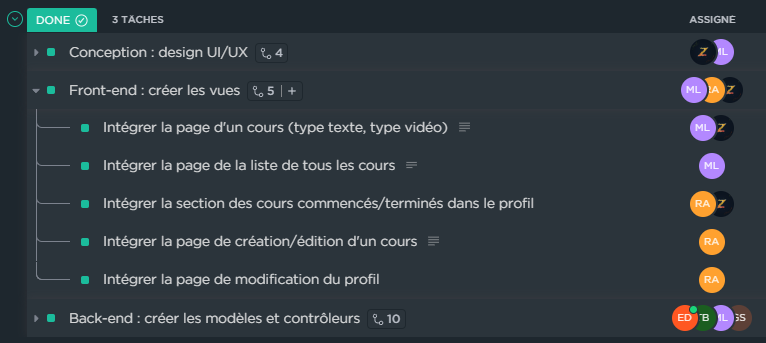 DONE 3 TÂCHES ASSIGNÉ
Conception : design UI/UX 4 Z ML
Front-end : créer les vues 5 + ML RA Z
Intégrer la page d'un cours (type texte, type vidéo) ML Z
Intégrer la page de la liste de tous les cours ML
Intégrer la section des cours commencés/terminés dans le profil RA Z
Intégrer la page de création/édition d'un cours RA
Intégrer la page de modification du profil RA
Back-end : créer les modèles et contrôleurs 10 ED TB ML